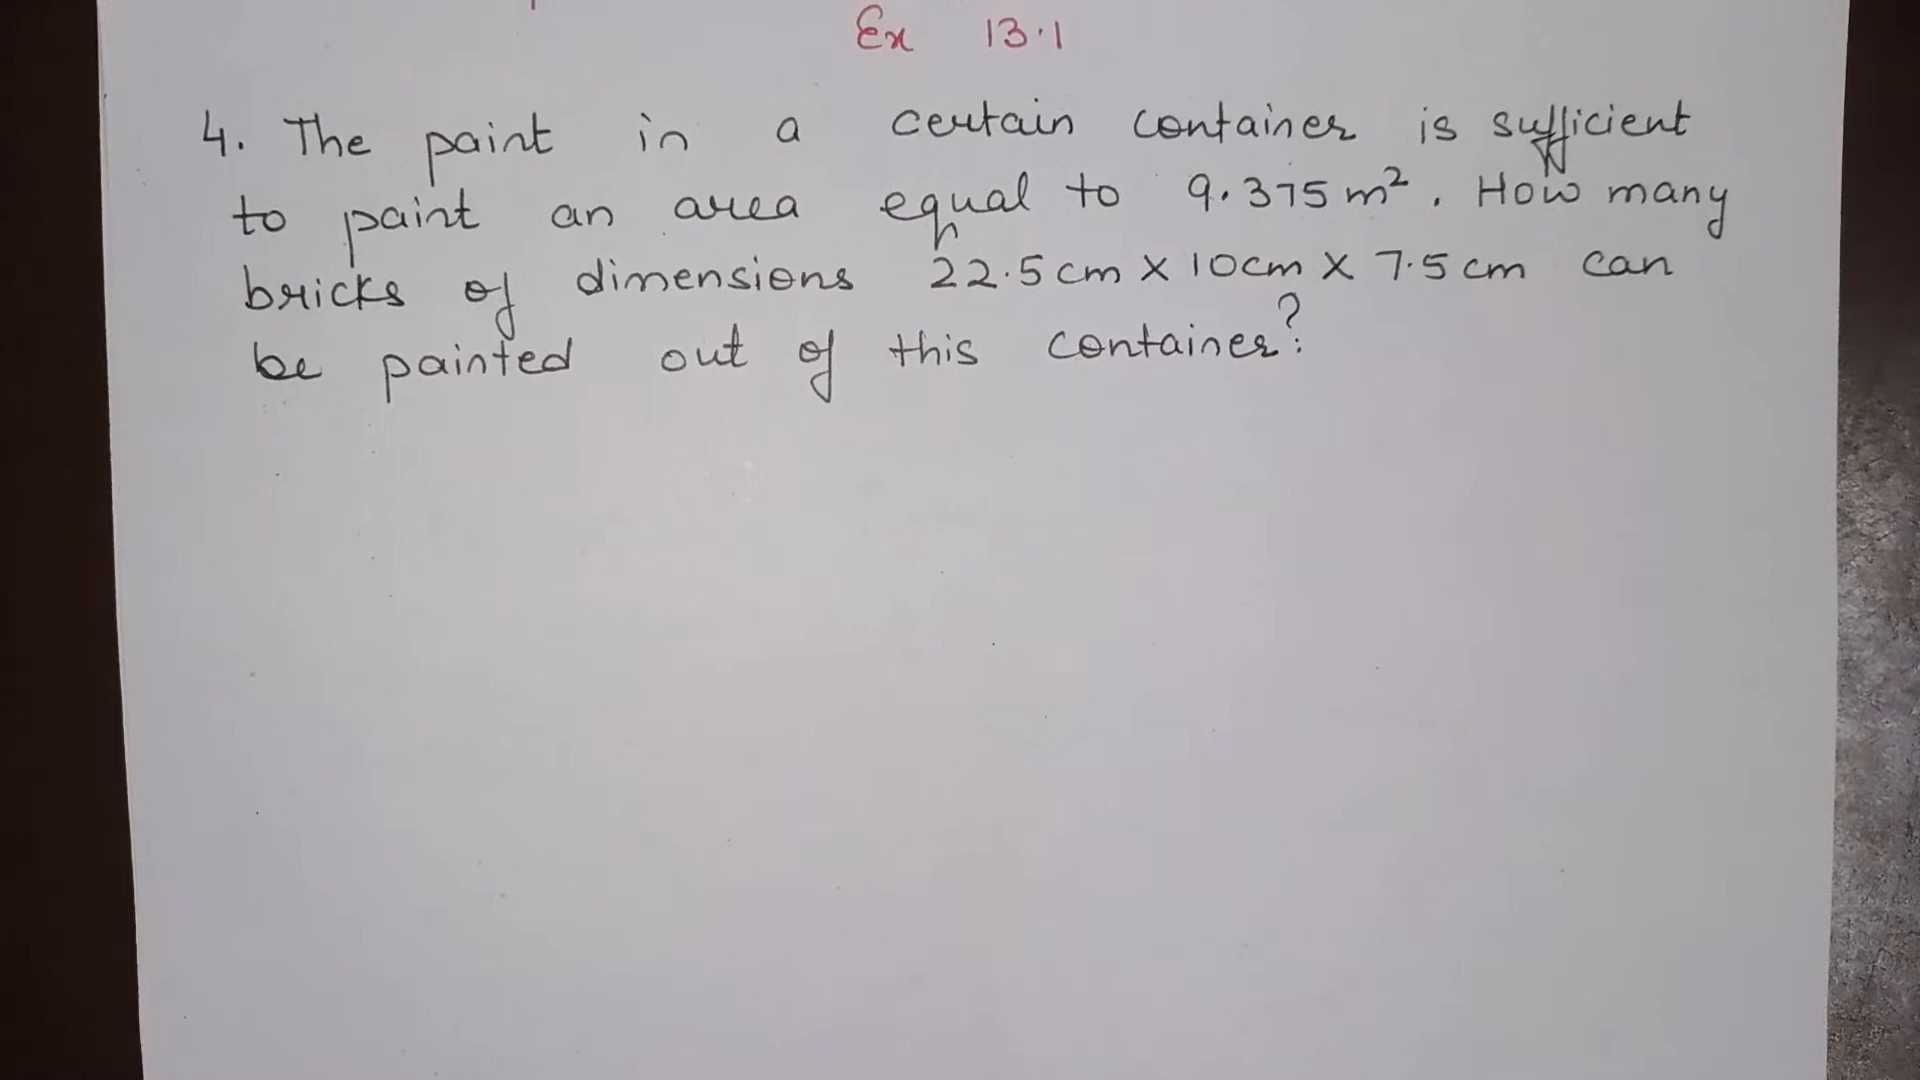 Ex 13.1
4. The paint in a certain container is sufficient
to paint an area equal to 9.375 m². How many
bricks of dimensions 22.5 cm X 10 cm X 7.5 cm can
be painted out of this container?